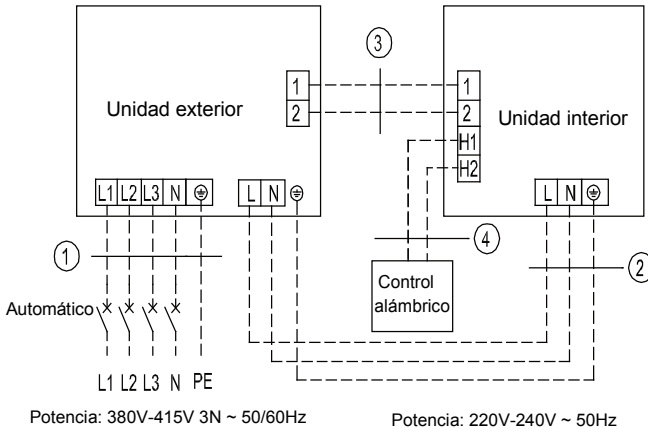 3
1
1
Unidad exterior
2
2
Unidad interior
H1
H2
L1 L2 L3 N
L N
L N
1
4
2
Control
alámbrico
Automático
L1 L2 L3 N PE
Potencia: 380V-415V 3N ~ 50/60Hz
Potencia: 220V-240V ~ 50Hz